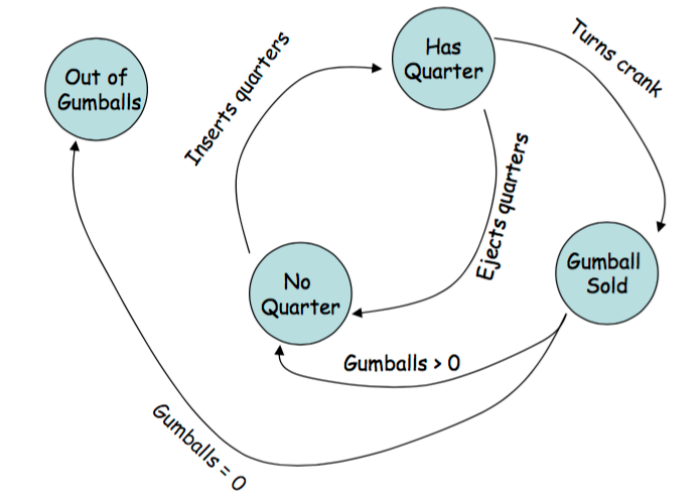 Out of
Gumballs
Inserts quarters
Has
Quarter
Turns crank
Ejects quarters
No
Quarter
Gumball
Sold
Gumballs > 0
Gumballs = 0